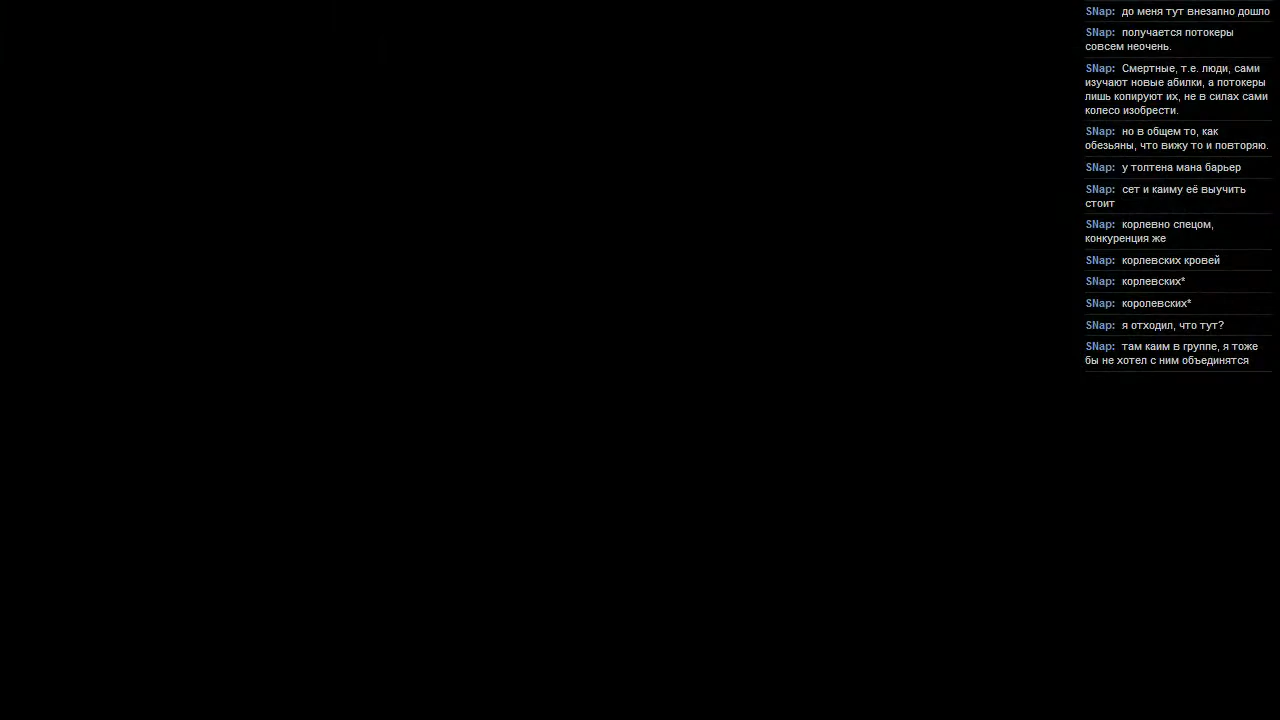 SNap: до меня тут внезапно дошло
SNap: получается потокеры
совсем неочень.
SNap: Смертные, т.е. люди, сами
изучают новые абилки, а потокеры
лишь копируют их, не в силах сами
колесо изобрести.
SNap: но в общем то, как
обезьяны, что вижу то и повторяю.
SNap: у толтена мана барьер
SNap: сет и каиму её выучить
стоит
SNap: корлевно спецом,
конкуренция же
SNap: корлевских кровей
SNap: корлевских*
SNap: королевских*
SNap: я отходил, что тут?
SNap: там каим в группе, я тоже
бы не хотел с ним объединятся